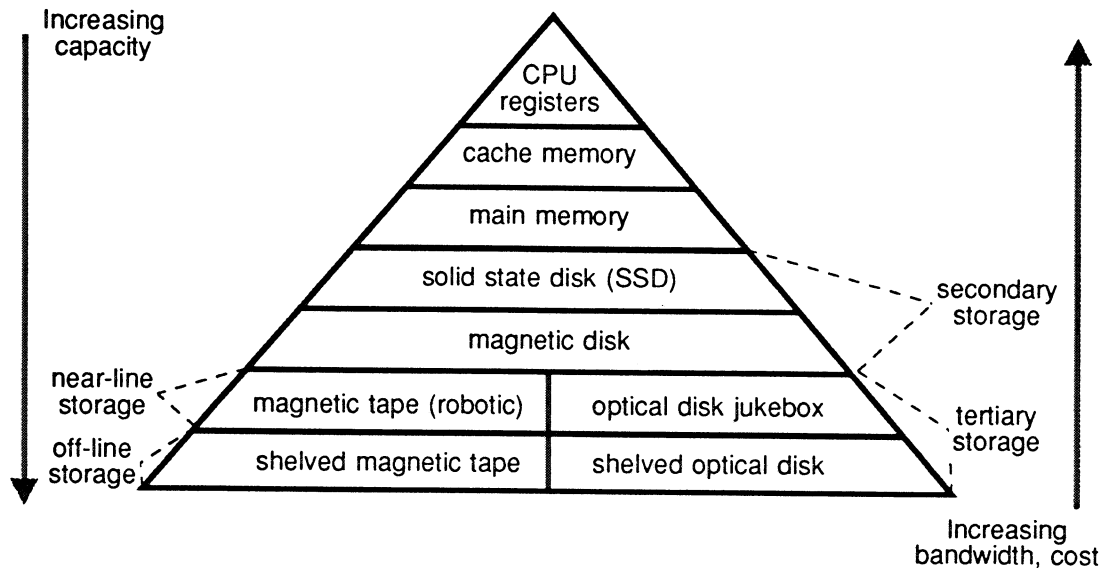 Increasing
capacity
CPU
registers
cache memory
main memory
solid state disk (SSD)
secondary
storage
magnetic disk
near-line
storage
magnetic tape (robotic)
optical disk jukebox
tertiary
storage
off-line
storage
shelved magnetic tape
shelved optical disk
Increasing
bandwidth, cost